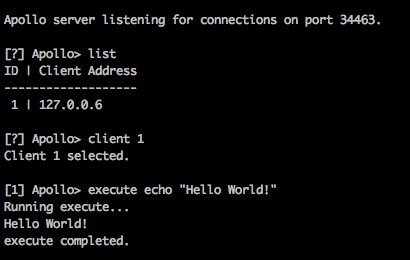 Apollo server listening for connections on port 34463.
[?] Apollo> list
ID | Client Address
-------------------
1 | 127.0.0.6
[?] Apollo> client 1
Client 1 selected.
[1] Apollo> execute echo "Hello World!"
Running execute...
Hello World!
execute completed.